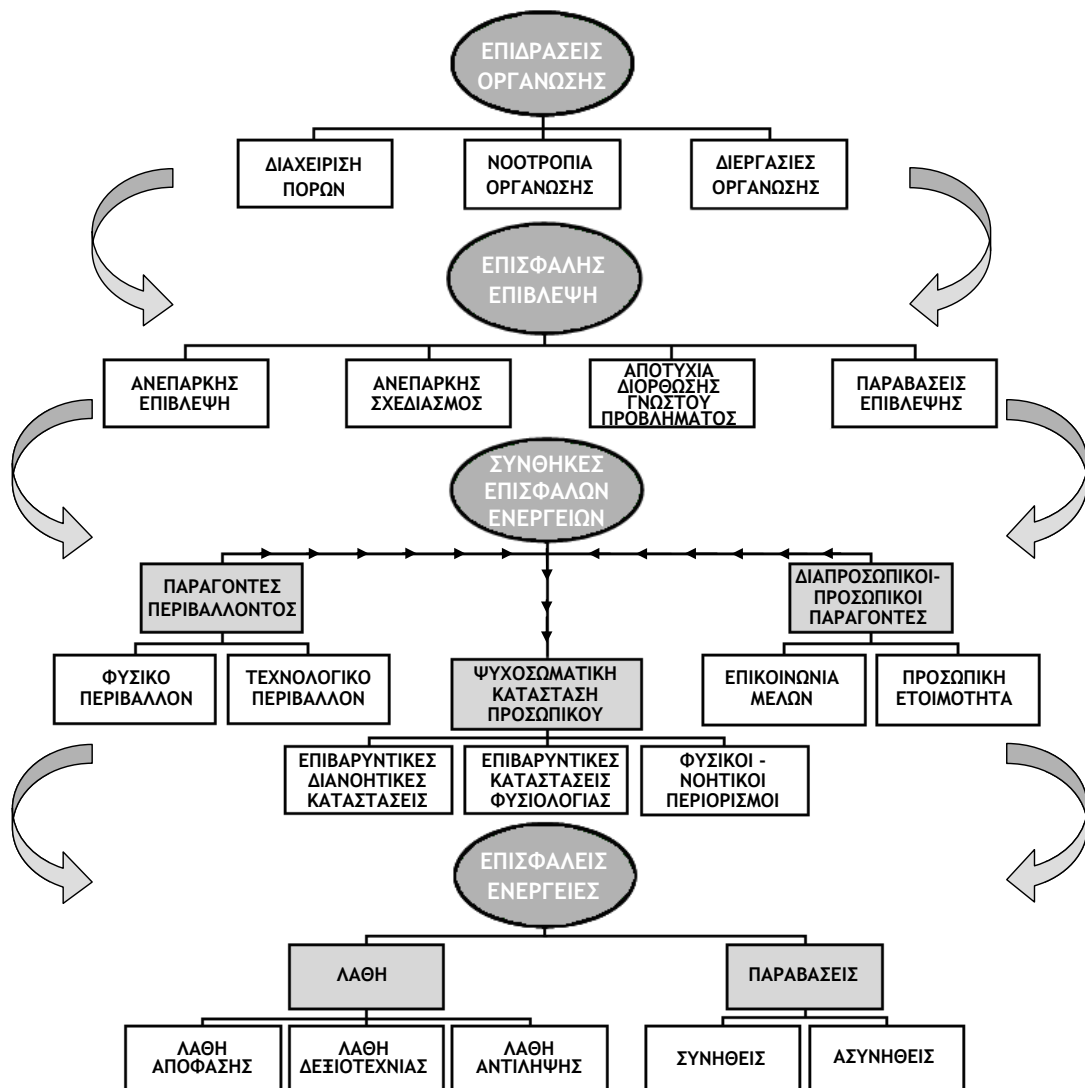 ΕΠΙΔΡΑΣΕΙΣ
ΟΡΓΑΝΩΣΗΣ
ΔΙΑΧΕΙΡΙΣΗ
ΠΟΡΩΝ
ΝΟΟΤΡΟΠΙΑ
ΟΡΓΑΝΩΣΗΣ
ΔΙΕΡΓΑΣΙΕΣ
ΟΡΓΑΝΩΣΗΣ
ΕΠΙΣΦΑΛΗΣ
ΕΠΙΒΛΕΨΗ
ΑΝΕΠΑΡΚΗΣ
ΕΠΙΒΛΕΨΗ
ΑΝΕΠΑΡΚΗΣ
ΣΧΕΔΙΑΣΜΟΣ
ΑΠΟΤΥΧΙΑ
ΔΙΟΡΘΩΣΗΣ
ΓΝΩΣΤΟΥ
ΠΡΟΒΛΗΜΑΤΟΣ
ΠΑΡΑΒΑΣΕΙΣ
ΕΠΙΒΛΕΨΗΣ
ΣΥΝΘΗΚΕΣ
ΕΠΙΣΦΑΛΩΝ
ΕΝΕΡΓΕΙΩΝ
ΠΑΡΑΓΟΝΤΕΣ
ΠΕΡΙΒΑΛΛΟΝΤΟΣ
ΔΙΑΠΡΟΣΩΠΙΚΟΙ-
ΠΡΟΣΩΠΙΚΟΙ
ΠΑΡΑΓΟΝΤΕΣ
ΦΥΣΙΚΟ
ΠΕΡΙΒΑΛΛΟΝ
ΤΕΧΝΟΛΟΓΙΚΟ
ΠΕΡΙΒΑΛΛΟΝ
ΨΥΧΟΣΩΜΑΤΙΚΗ
ΚΑΤΑΣΤΑΣΗ
ΠΡΟΣΩΠΙΚΟΥ
ΕΠΙΚΟΙΝΩΝΙΑ
ΜΕΛΩΝ
ΠΡΟΣΩΠΙΚΗ
ΕΤΟΙΜΟΤΗΤΑ
ΕΠΙΒΑΡΥΝΤΙΚΕΣ
ΔΙΑΝΟΗΤΙΚΕΣ
ΚΑΤΑΣΤΑΣΕΙΣ
ΕΠΙΒΑΡΥΝΤΙΚΕΣ
ΚΑΤΑΣΤΑΣΕΙΣ
ΦΥΣΙΟΛΟΓΙΑΣ
ΦΥΣΙΚΟΙ -
ΝΟΗΤΙΚΟΙ
ΠΕΡΙΟΡΙΣΜΟΙ
ΕΠΙΣΦΑΛΕΙΣ
ΕΝΕΡΓΕΙΕΣ
ΛΑΘΗ
ΠΑΡΑΒΑΣΕΙΣ
ΛΑΘΗ
ΑΠΟΦΑΣΗΣ
ΛΑΘΗ
ΔΕΞΙΟΤΕΧΝΙΑΣ
ΛΑΘΗ
ΑΝΤΙΛΗΨΗΣ
ΣΥΝΗΘΕΙΣ
ΑΣΥΝΗΘΕΙΣ